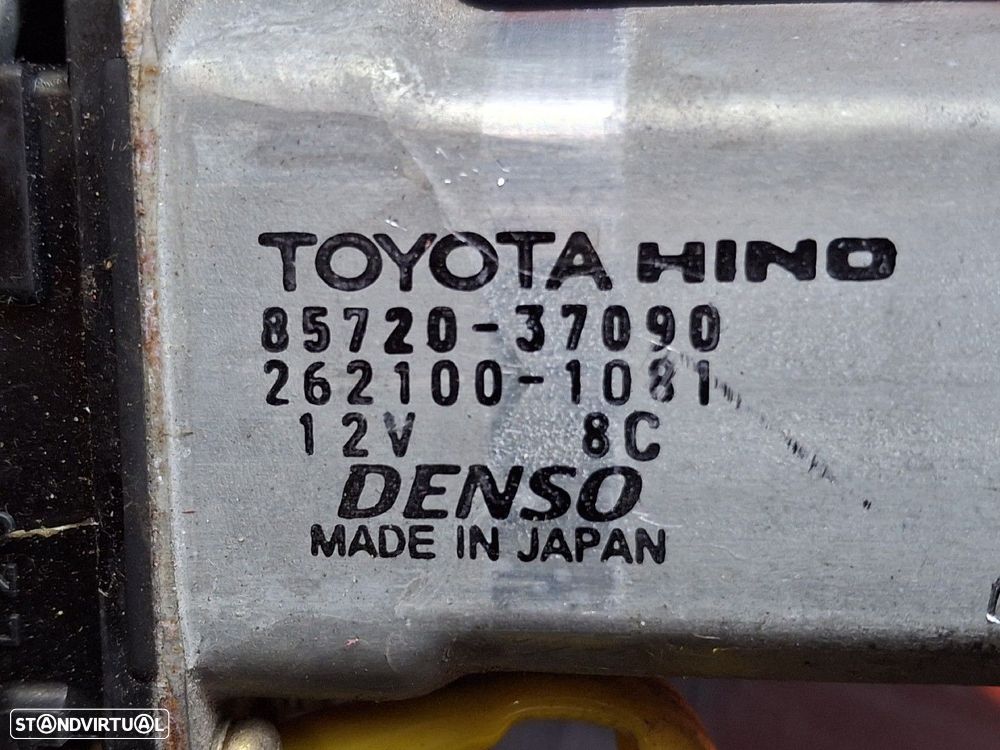 TOYOTA HINO
85720-37090
262100-1081
12V 8C
DENSO
MADE IN JAPAN
STANDVIRTUAL